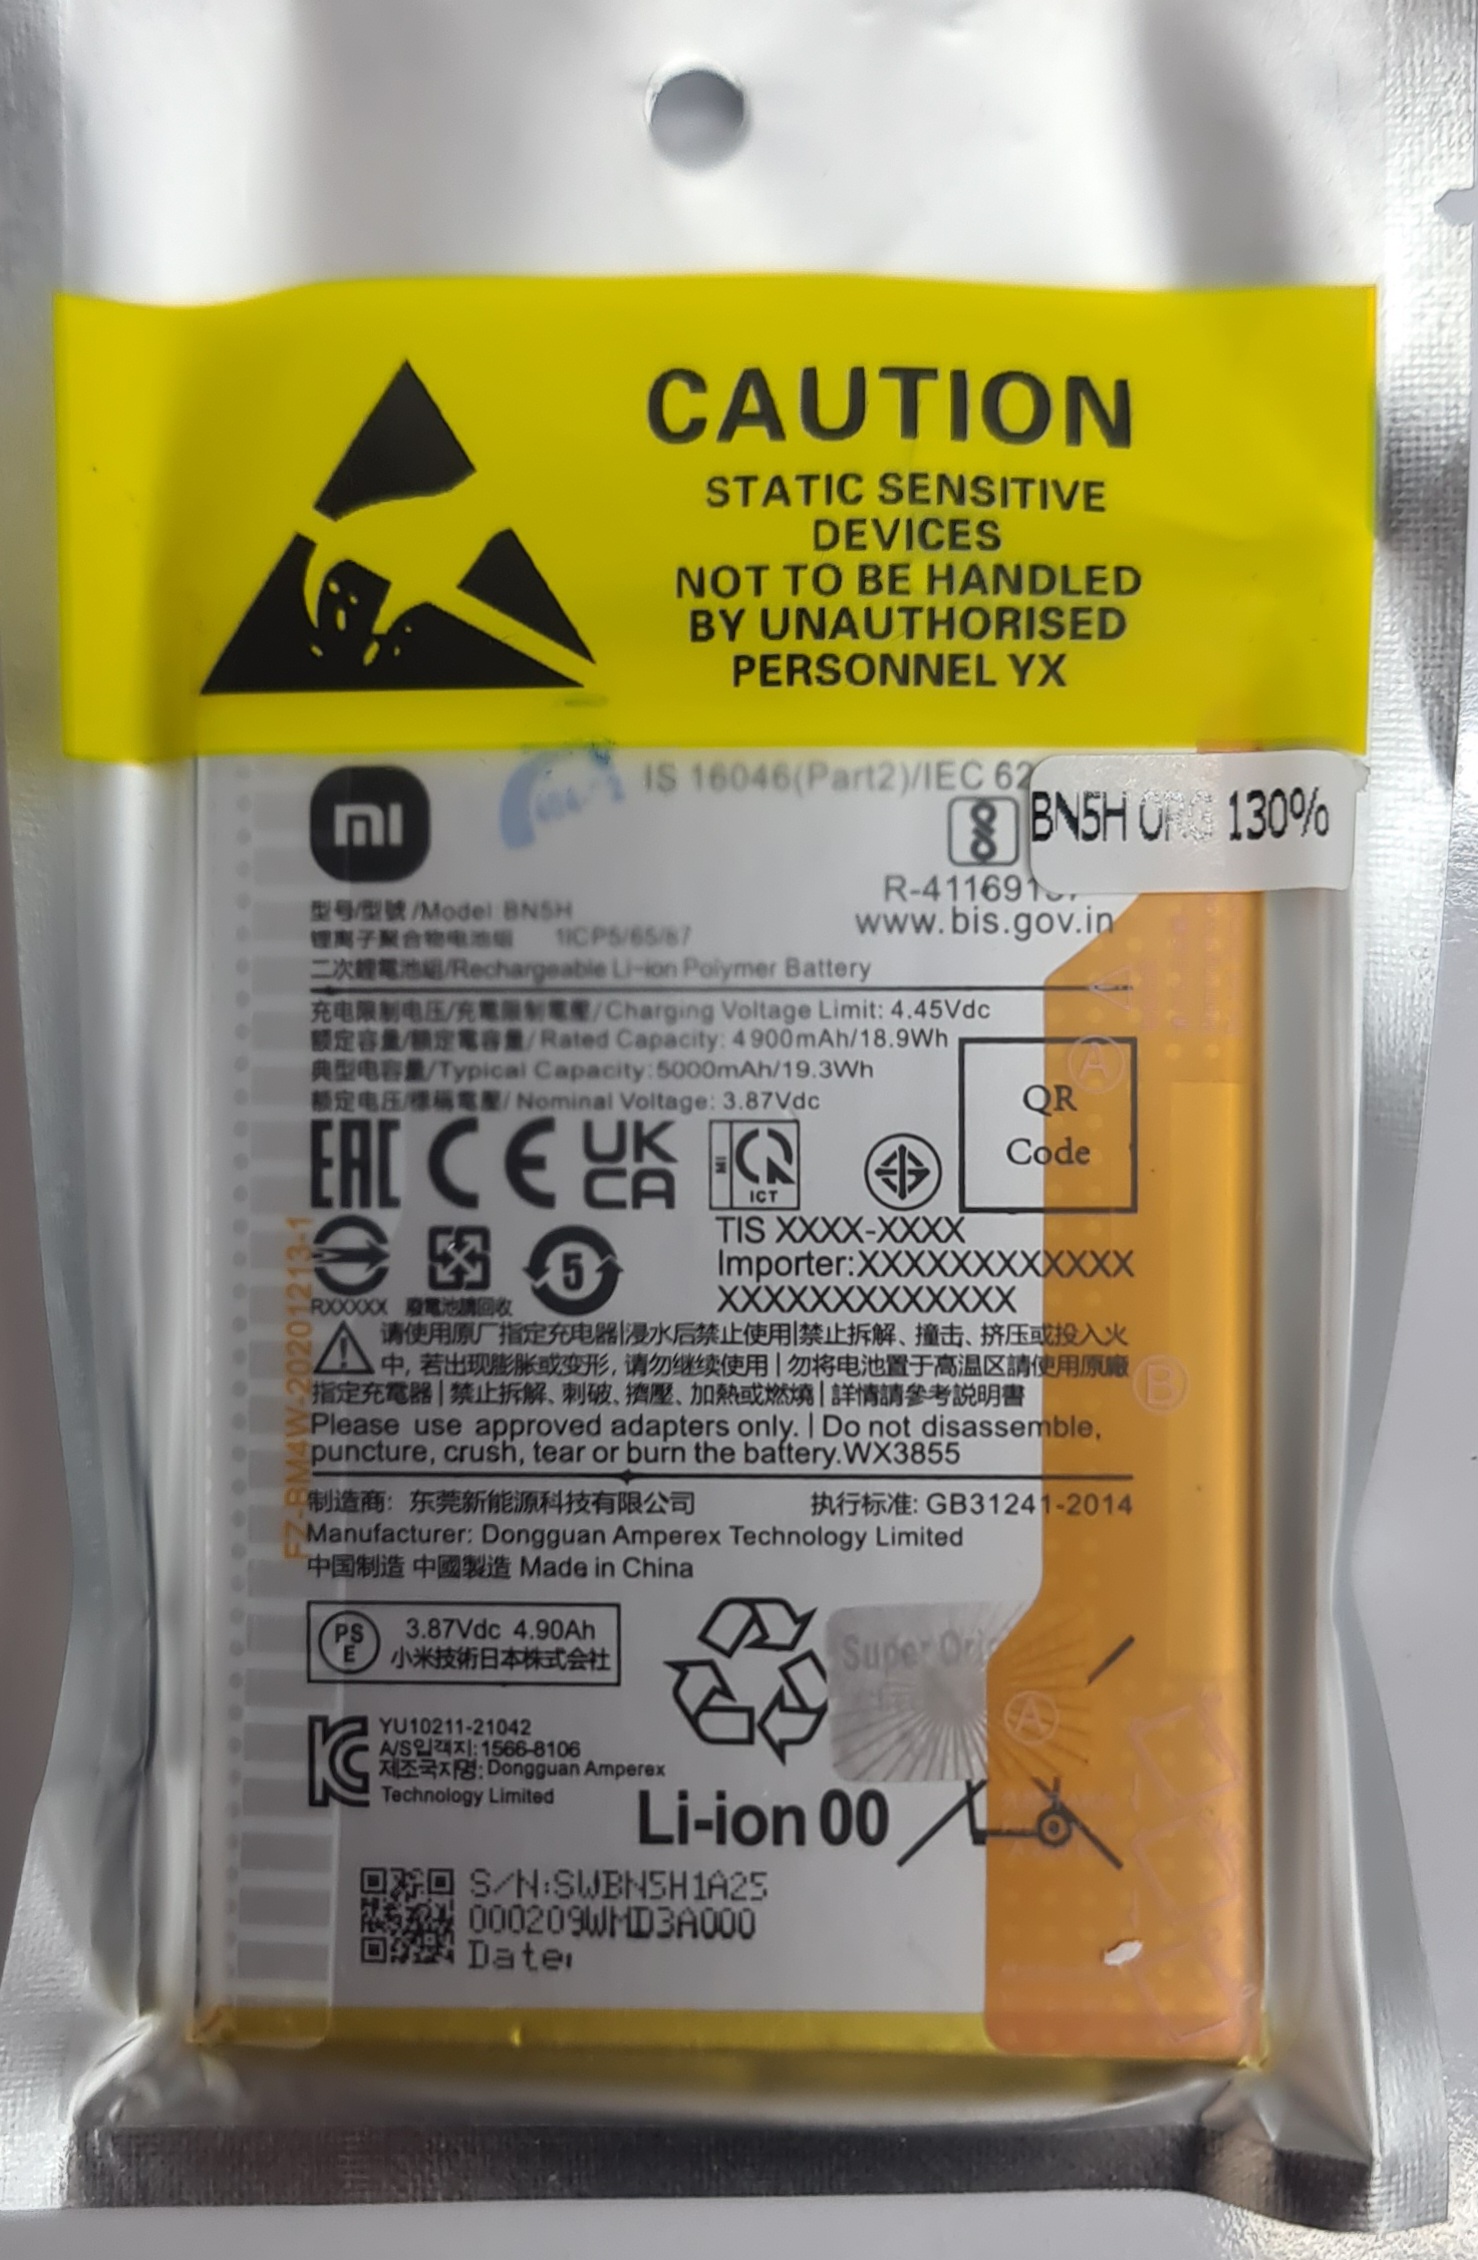 CAUTION
STATIC SENSITIVE
DEVICES
NOT TO BE HANDLED
BY UNAUTHORISED
PERSONNEL YX
mi
IS 16046(Part2)/IEC 62
BN5H ORG 130%
R-4116913
www.bis.gov.in
型号/型號/Model: BN5H
锂离子聚合物电池组 1ICP5/65/87
二次鋰電池組/Rechargeable Li-ion Polymer Battery
充电限制电压/充電限制電壓/Charging Voltage Limit: 4.45Vdc
额定容量/額定電容量/Rated Capacity: 4900mAh/18.9Wh
典型电容量/Typical Capacity:5000mAh/19.3Wh
额定电压/標稱電壓/Nominal Voltage: 3.87Vdc
QR
Code
EAC CE UK
CA
MI
ICT
TIS XXXX-XXXX
Importer:XXXXXXXXXXXXX
XXXXXXXXXXXXXX
5
RXXXXX 廢電池請回收
请使用原厂指定充电器|浸水后禁止使用|禁止拆解、撞击、挤压或投入火
中, 若出现膨胀或变形, 请勿继续使用 | 勿将电池置于高温区請使用原廠
指定充電器 | 禁止拆解、刺破、擠壓、加熱或燃燒 | 詳情請參考説明書
Please use approved adapters only. | Do not disassemble,
puncture, crush, tear or burn the battery.WX3855
FZ-BM4W-20201213-1
制造商: 东莞新能源科技有限公司 执行标准: GB31241-2014
Manufacturer: Dongguan Amperex Technology Limited
中国制造 中國製造 Made in China
PS
E
3.87Vdc 4.90Ah
小米技術日本株式会社
Super
YU10211-21042
A/S입객지: 1566-8106
제조국지명: Dongguan Amperex
Technology Limited
Li-ion 00
S/N:SWBN5H1A25
000209WMD3A000
Date:
A
B
A